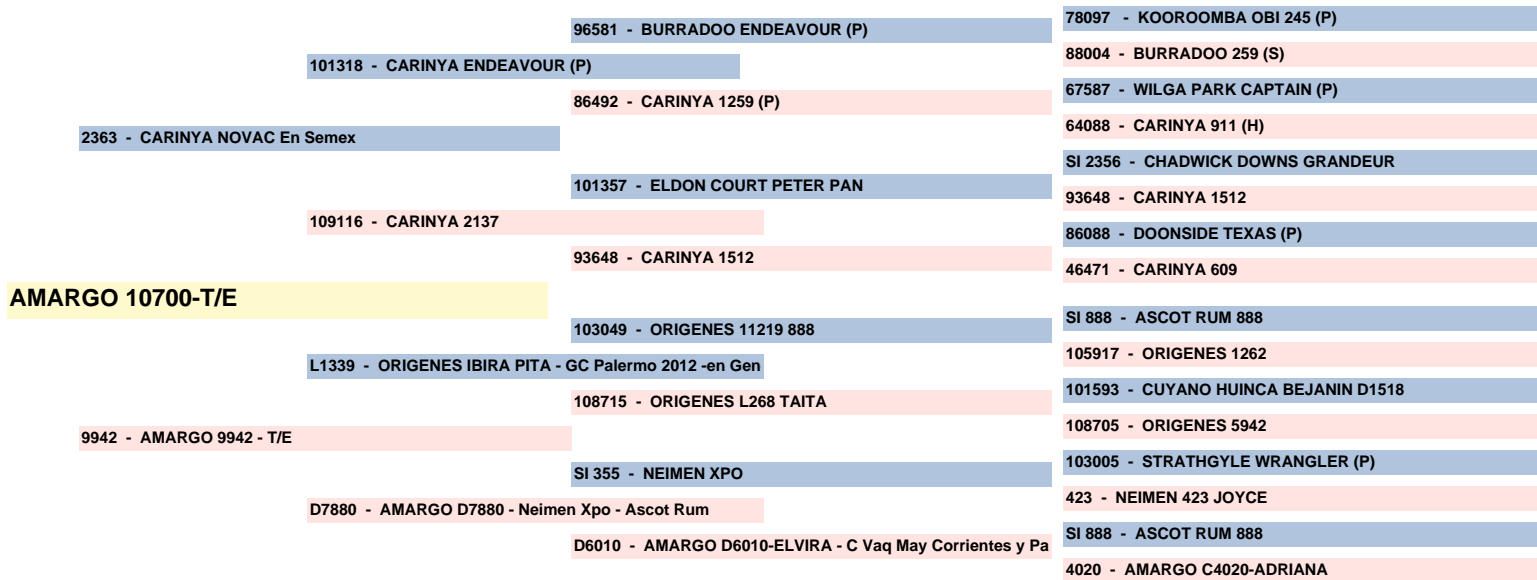 96581 - BURRADOO ENDEAVOUR (P)
78097 - KOOROOMBA OBI 245 (P)
88004 - BURRADOO 259 (S)
101318 - CARINYA ENDEAVOUR (P)
86492 - CARINYA 1259 (P)
67587 - WILGA PARK CAPTAIN (P)
64088 - CARINYA 911 (H)
2363 - CARINYA NOVAC En Semex
101357 - ELDON COURT PETER PAN
SI 2356 - CHADWICK DOWNS GRANDEUR
93648 - CARINYA 1512
109116 - CARINYA 2137
93648 - CARINYA 1512
86088 - DOONSIDE TEXAS (P)
46471 - CARINYA 609
AMARGO 10700-T/E
103049 - ORIGENES 11219 888
SI 888 - ASCOT RUM 888
105917 - ORIGENES 1262
L1339 - ORIGENES IBIRA PITA - GC Palermo 2012 -en Gen
108715 - ORIGENES L268 TAITA
101593 - CUYANO HUINCA BEJANIN D1518
108705 - ORIGENES 5942
9942 - AMARGO 9942 - T/E
SI 355 - NEIMEN XPO
103005 - STRATHGYLE WRANGLER (P)
423 - NEIMEN 423 JOYCE
D7880 - AMARGO D7880 - Neimen Xpo - Ascot Rum
D6010 - AMARGO D6010-ELVIRA - C Vaq May Corrientes y Pa
SI 888 - ASCOT RUM 888
4020 - AMARGO C4020-ADRIANA